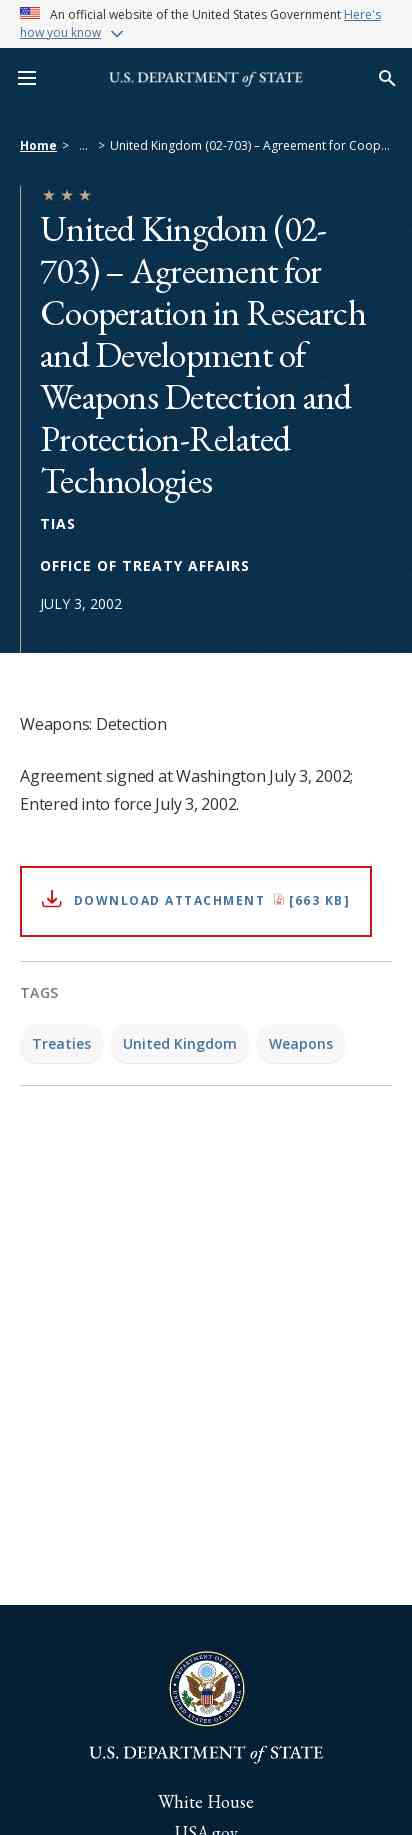 An official website of the United States Government Here's
how you know
U.S. DEPARTMENT of STATE
Home > ... > United Kingdom (02-703) – Agreement for Coop...
United Kingdom (02-
703) – Agreement for
Cooperation in Research
and Development of
Weapons Detection and
Protection-Related
Technologies
TIAS
OFFICE OF TREATY AFFAIRS
JULY 3, 2002
Weapons: Detection
Agreement signed at Washington July 3, 2002;
Entered into force July 3, 2002.
DOWNLOAD ATTACHMENT [663 KB]
TAGS
Treaties United Kingdom Weapons
DEPARTMENT OF STATE
UNITED STATES OF AMERICA
U.S. DEPARTMENT of STATE
White House
USA.gov